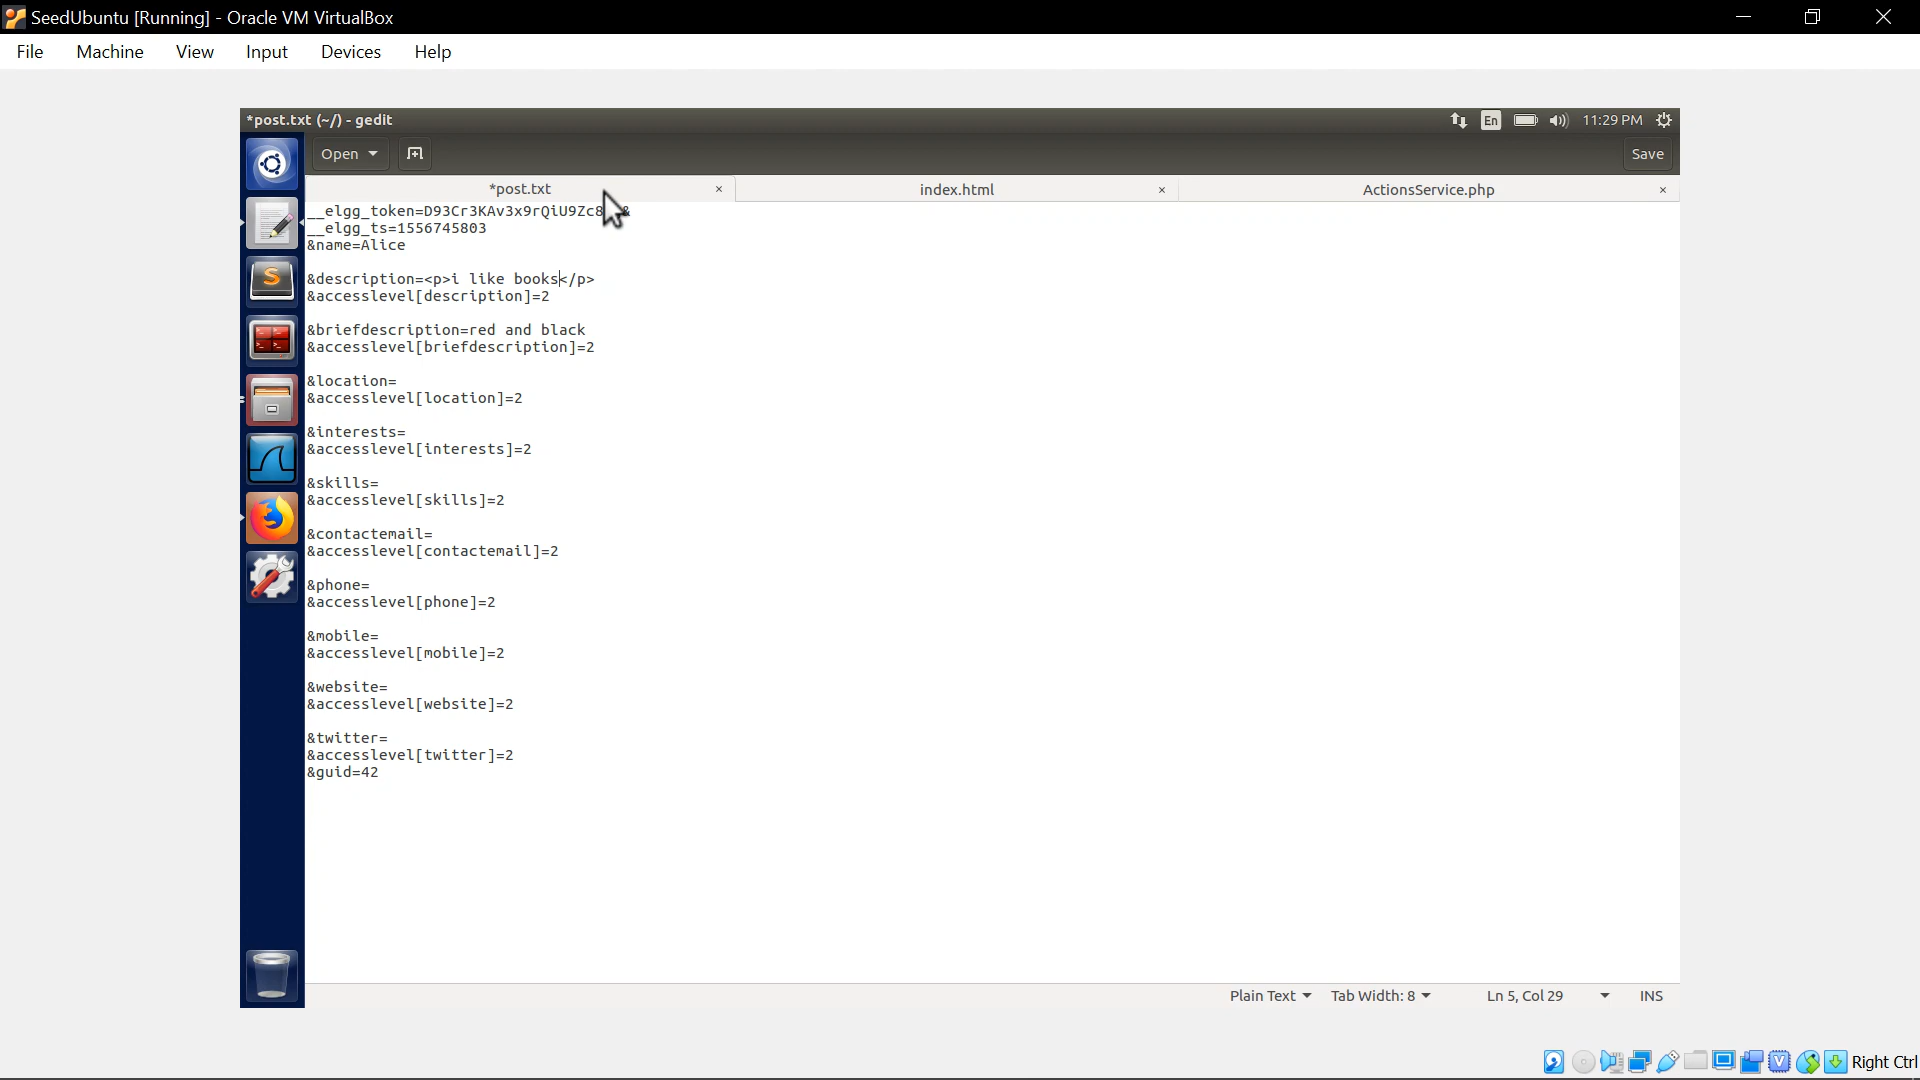 SeedUbuntu [Running] - Oracle VM VirtualBox
File Machine View Input Devices Help
*post.txt (~/) - gedit
En
11:29 PM
Open
Save
*post.txt
index.html
ActionsService.php
__elgg_token=D93Cr3KAv3x9rQiU9Zc8
__elgg_ts=1556745803
&name=Alice
&description=<p>i like books</p>
&accesslevel[description]=2
&briefdescription=red and black
&accesslevel[briefdescription]=2
&location=
&accesslevel[location]=2
&interests=
&accesslevel[interests]=2
&skills=
&accesslevel[skills]=2
&contactemail=
&accesslevel[contactemail]=2
&phone=
&accesslevel[phone]=2
&mobile=
&accesslevel[mobile]=2
&website=
&accesslevel[website]=2
&twitter=
&accesslevel[twitter]=2
&guid=42
Plain Text Tab Width: 8 Ln 5, Col 29 INS
Right Ctrl